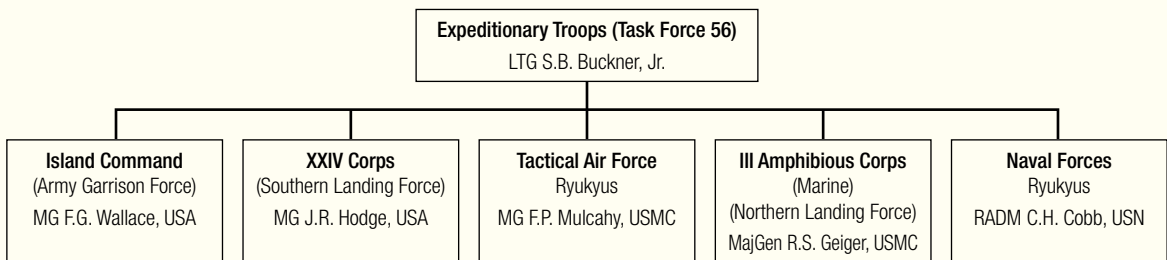 Expeditionary Troops (Task Force 56)
LTG S.B. Buckner, Jr.
Island Command
(Army Garrison Force)
MG F.G. Wallace, USA
XXIV Corps
(Southern Landing Force)
MG J.R. Hodge, USA
Tactical Air Force
Ryukyus
MG F.P. Mulcahy, USMC
III Amphibious Corps
(Marine)
(Northern Landing Force)
MajGen R.S. Geiger, USMC
Naval Forces
Ryukyus
RADM C.H. Cobb, USN